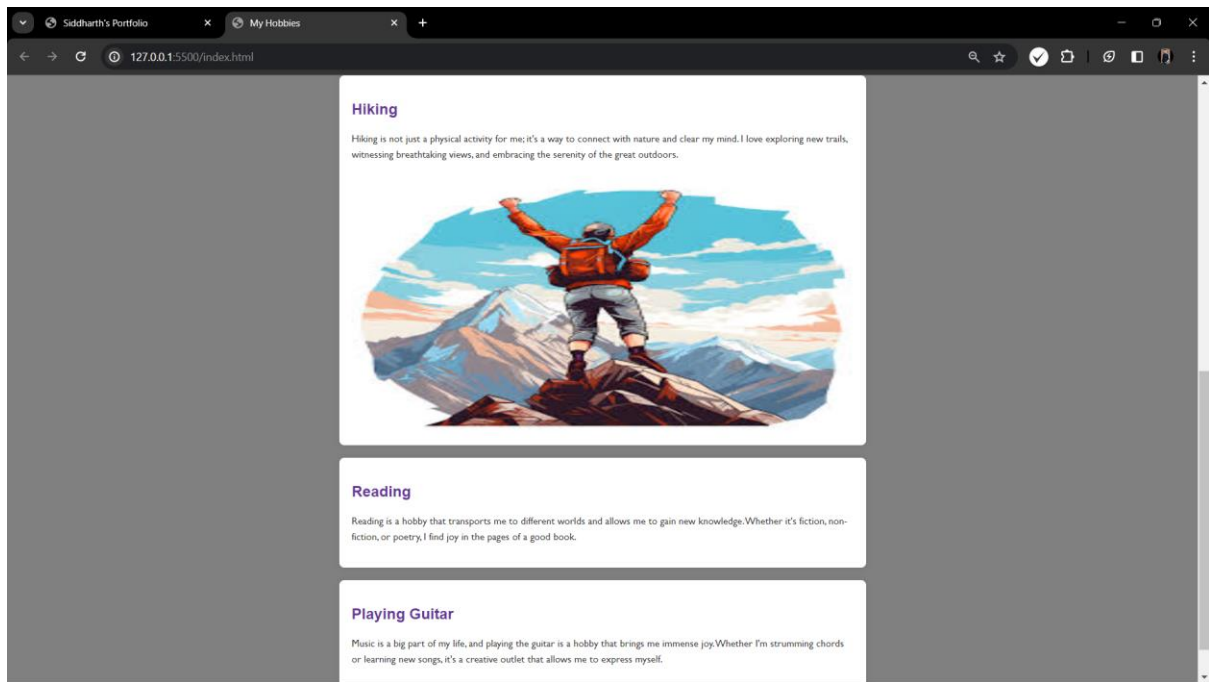 Siddharth's Portfolio
My Hobbies
127.0.0.1:5500/index.html
Hiking
Hiking is not just a physical activity for me; it's a way to connect with nature and clear my mind. I love exploring new trails,
witnessing breathtaking views, and embracing the serenity of the great outdoors.
Reading
Reading is a hobby that transports me to different worlds and allows me to gain new knowledge. Whether it's fiction, non-
fiction, or poetry, I find joy in the pages of a good book.
Playing Guitar
Music is a big part of my life, and playing the guitar is a hobby that brings me immense joy. Whether I'm strumming chords
or learning new songs, it's a creative outlet that allows me to express myself.